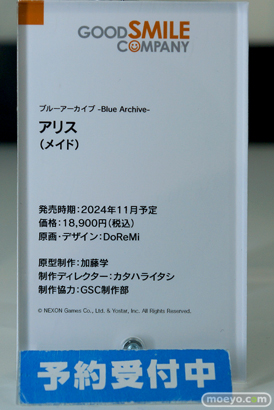 GOODSMILE
COMPANY
ブルーアーカイブ -Blue Archive-
アリス
（メイド）
発売時期：2024年11月予定
価格：18,900円（税込）
原画・デザイン：DoReMi
原型制作：加藤学
制作ディレクター：カタハライタシ
制作協力：GSC制作部
© NEXON Games Co., Ltd. & Yostar, Inc. All Rights Reserved.
予約受付中
moeyo.com